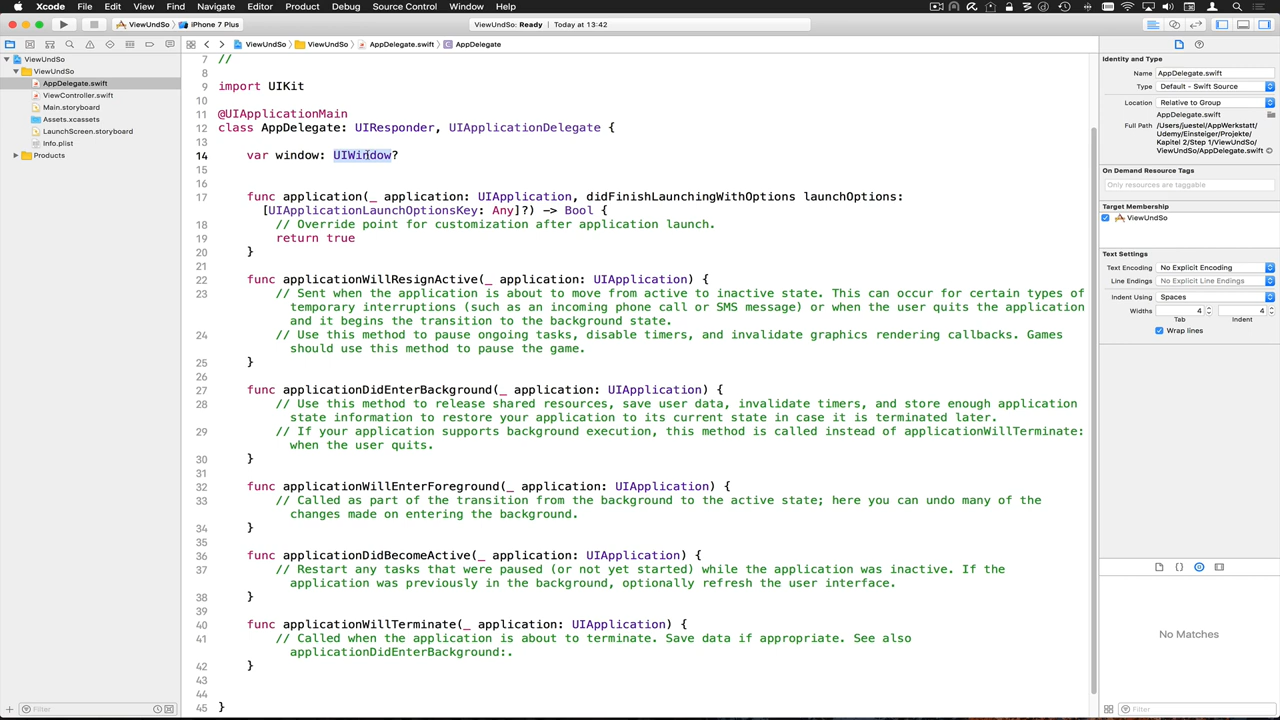 Xcode File Edit View Find Navigate Editor Product Debug Source Control Window Help
ViewUndSo iPhone 7 Plus
ViewUndSo: Ready Today at 13:42
ViewUndSo ViewUndSo AppDelegate.swift AppDelegate
ViewUndSo
ViewUndSo
AppDelegate.swift
ViewController.swift
Main.storyboard
Assets.xcassets
LaunchScreen.storyboard
Info.plist
Products
Filter
7 //
8
9 import UIKit
10
11 @UIApplicationMain
12 class AppDelegate: UIResponder, UIApplicationDelegate {
13
14 var window: UIWindow?
15
16
17 func application(_ application: UIApplication, didFinishLaunchingWithOptions launchOptions:
[UIApplicationLaunchOptionsKey: Any]?) -> Bool {
18 // Override point for customization after application launch.
19 return true
20 }
21
22 func applicationWillResignActive(_ application: UIApplication) {
23 // Sent when the application is about to move from active to inactive state. This can occur for certain types of
temporary interruptions (such as an incoming phone call or SMS message) or when the user quits the application
and it begins the transition to the background state.
24 // Use this method to pause ongoing tasks, disable timers, and invalidate graphics rendering callbacks. Games
should use this method to pause the game.
25 }
26
27 func applicationDidEnterBackground(_ application: UIApplication) {
28 // Use this method to release shared resources, save user data, invalidate timers, and store enough application
state information to restore your application to its current state in case it is terminated later.
29 // If your application supports background execution, this method is called instead of applicationWillTerminate:
when the user quits.
30 }
31
32 func applicationWillEnterForeground(_ application: UIApplication) {
33 // Called as part of the transition from the background to the active state; here you can undo many of the
changes made on entering the background.
34 }
35
36 func applicationDidBecomeActive(_ application: UIApplication) {
37 // Restart any tasks that were paused (or not yet started) while the application was inactive. If the
application was previously in the background, optionally refresh the user interface.
38 }
39
40 func applicationWillTerminate(_ application: UIApplication) {
41 // Called when the application is about to terminate. Save data if appropriate. See also
applicationDidEnterBackground:.
42 }
43
44
45 }
Identity and Type
Name AppDelegate.swift
Type Default - Swift Source
Location Relative to Group
AppDelegate.swift
Full Path /Users/juestel/AppWerkstatt/
Udemy/Einsteiger/Projekte/
Kapitel 2/Step 1/ViewUndSo/
ViewUndSo/AppDelegate.swift
On Demand Resource Tags
Only resources are taggable
Target Membership
ViewUndSo
Text Settings
Text Encoding No Explicit Encoding
Line Endings No Explicit Line Endings
Indent Using Spaces
Widths 4 4
Tab Indent
Wrap lines
No Matches
Filter